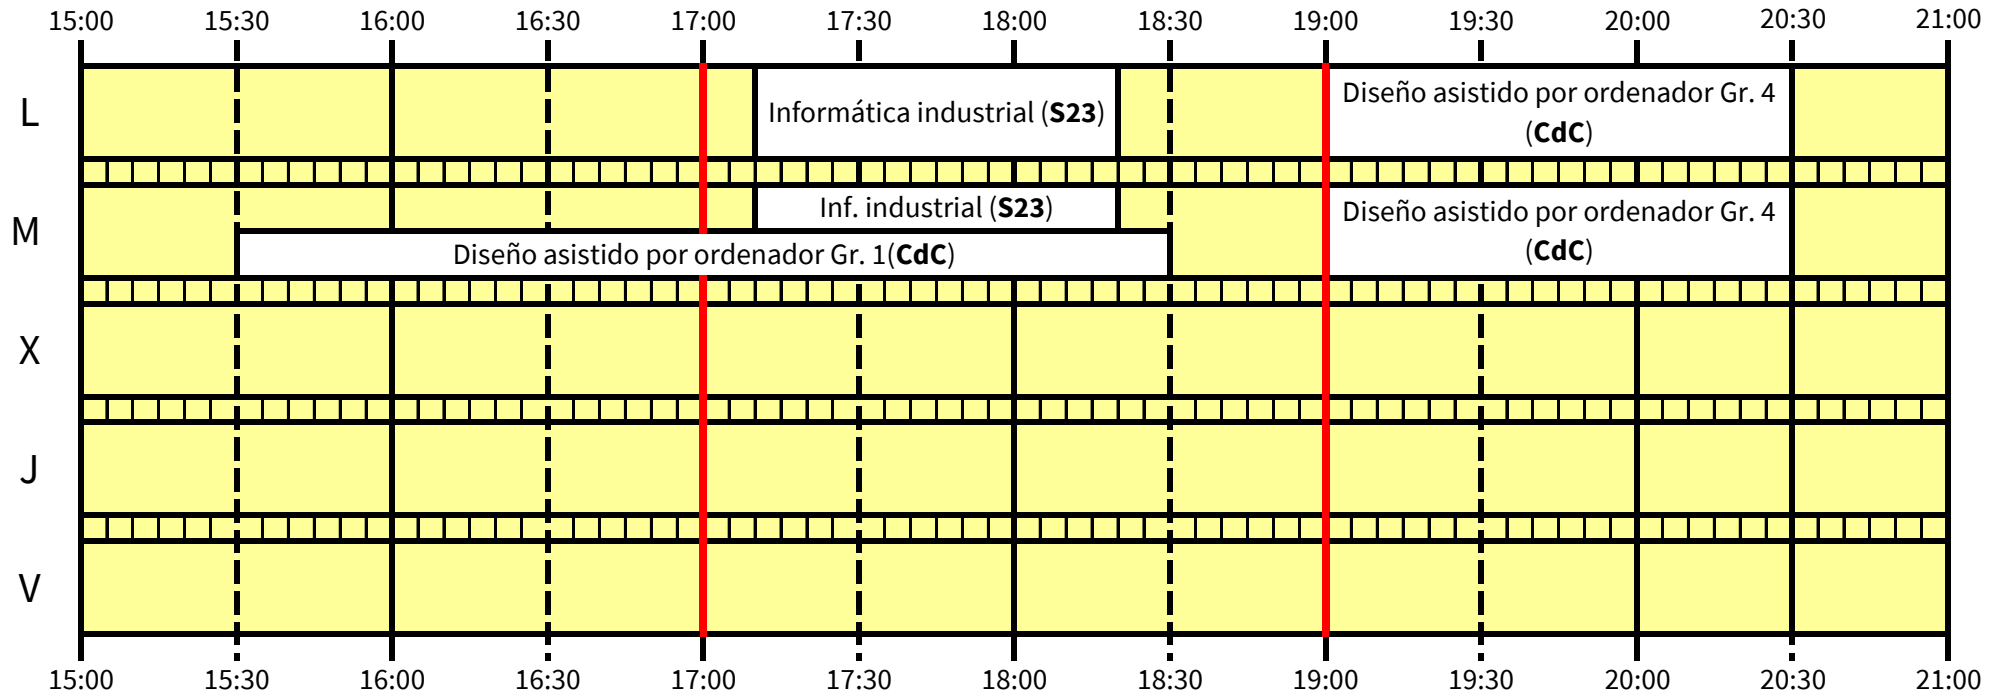 15:00 15:30 16:00 16:30 17:00 17:30 18:00 18:30 19:00 19:30 20:00 20:30 21:00
L
Informática industrial (S23)
Diseño asistido por ordenador Gr. 4
(CdC)
M
Inf. industrial (S23)
Diseño asistido por ordenador Gr. 1(CdC)
Diseño asistido por ordenador Gr. 4
(CdC)
X
J
V
15:00 15:30 16:00 16:30 17:00 17:30 18:00 18:30 19:00 19:30 20:00 20:30 21:00